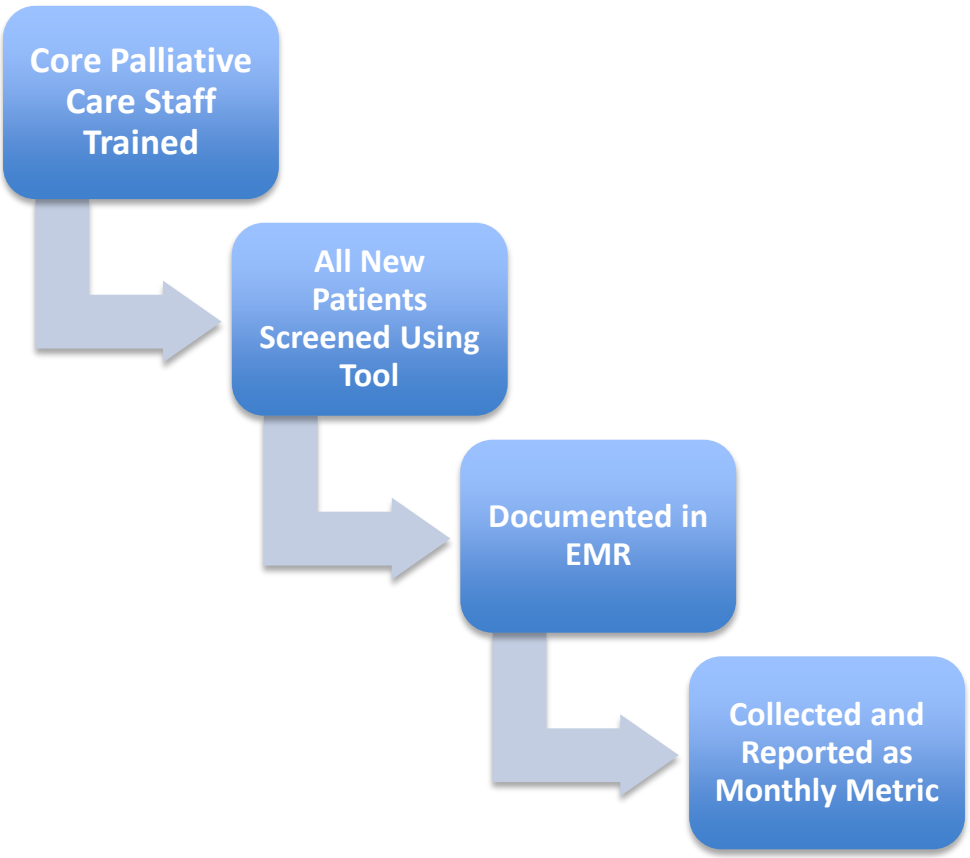 Core Palliative
Care Staff
Trained
All New
Patients
Screened Using
Tool
Documented in
EMR
Collected and
Reported as
Monthly Metric